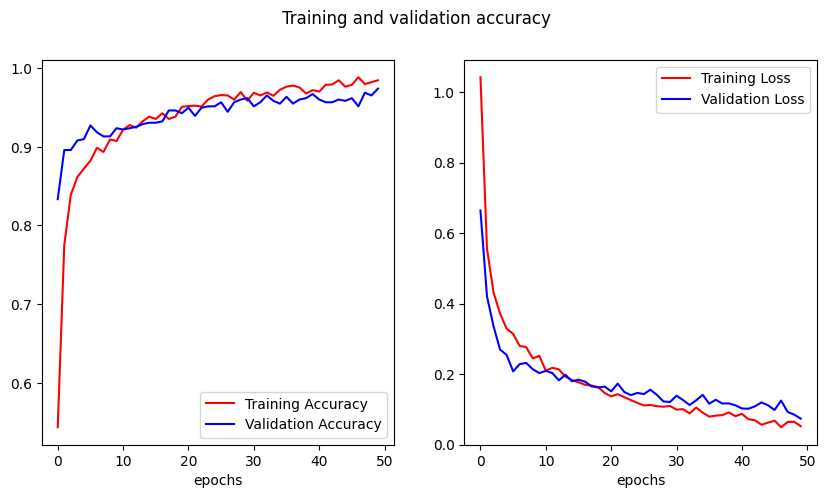 Training and validation accuracy
1.0
0.9
0.8
0.7
0.6
0 10 20 30 40 50
epochs
Training Accuracy
Validation Accuracy
1.0
0.8
0.6
0.4
0.2
0.0
0 10 20 30 40 50
epochs
Training Loss
Validation Loss